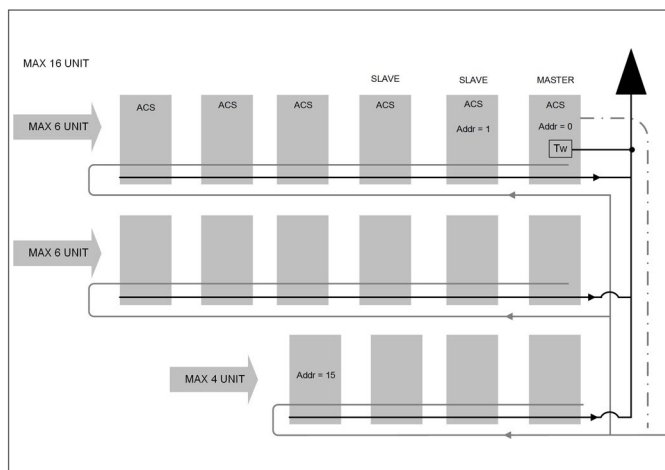 MAX 16 UNIT
SLAVE SLAVE MASTER
ACS ACS ACS ACS ACS ACS
MAX 6 UNIT
Addr = 1 Addr = 0
Tw
MAX 6 UNIT
MAX 4 UNIT
Addr = 15